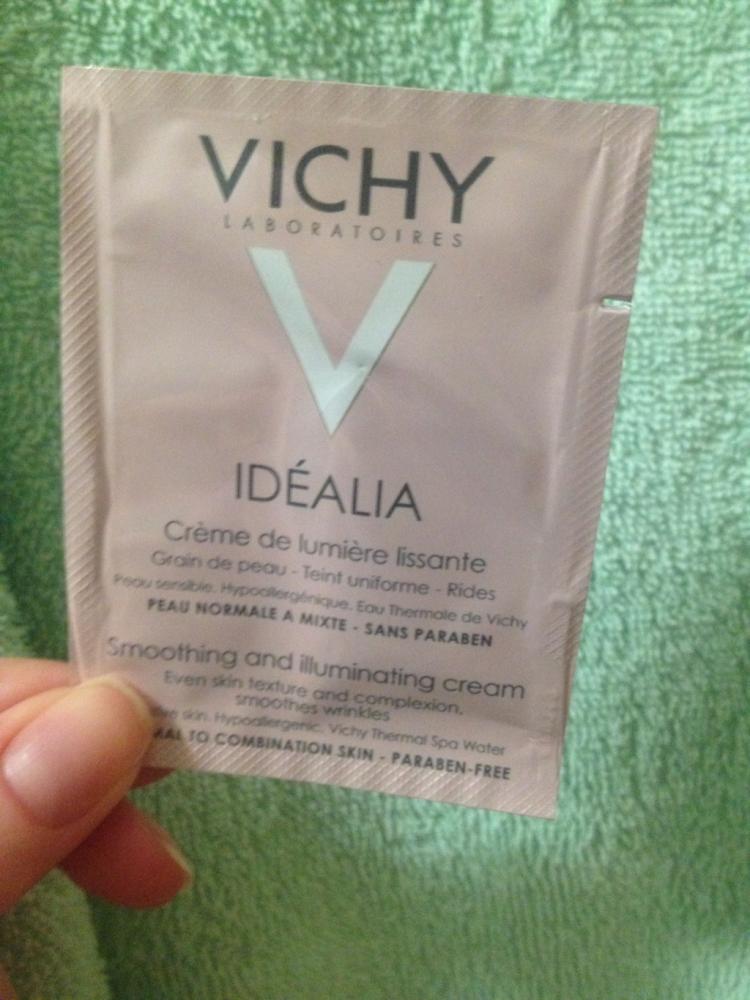 VICHY
LABORATOIRES
V
IDÉALIA
Crème de lumière lissante
Grain de peau - Teint uniforme - Rides
Peau sensible. Hypoallergénique. Eau Thermale de Vichy
PEAU NORMALE A MIXTE - SANS PARABEN
Smoothing and illuminating cream
Even skin texture and complexion,
smoothes wrinkles
skin. Hypoallergenic. Vichy Thermal Spa Water
TO COMBINATION SKIN - PARABEN-FREE